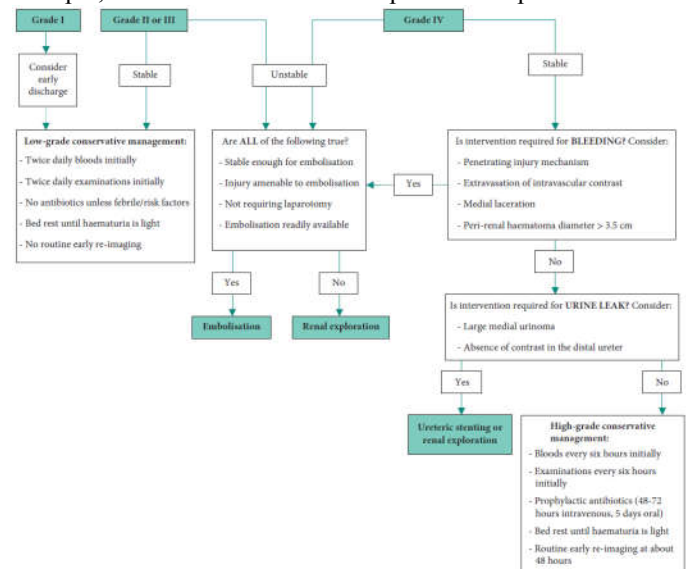 Grade I
Grade II or III
Grade IV
Consider
early
discharge
Stable
Unstable
Stable
Low-grade conservative management:
- Twice daily bloods initially
- Twice daily examinations initially
- No antibiotics unless febrile/risk factors
- Bed rest until haematuria is light
- No routine early re-imaging
Are ALL of the following true?
- Stable enough for embolisation
- Injury amenable to embolisation
- Not requiring laparotomy
- Embolisation readily available
Yes
Is intervention required for BLEEDING? Consider:
- Penetrating injury mechanism
- Extravasation of intravascular contrast
- Medial laceration
- Peri-renal haematoma diameter > 3.5 cm
Yes
No
No
Embolisation
Renal exploration
Is intervention required for URINE LEAK? Consider:
- Large medial urinoma
- Absence of contrast in the distal ureter
Yes
No
Ureteric stenting or
renal exploration
High-grade conservative
management:
- Bloods every six hours initially
- Examinations every six hours
initially
- Prophylactic antibiotics (48-72
hours intravenous, 5 days oral)
- Bed rest until haematuria is light
- Routine early re-imaging at about
48 hours